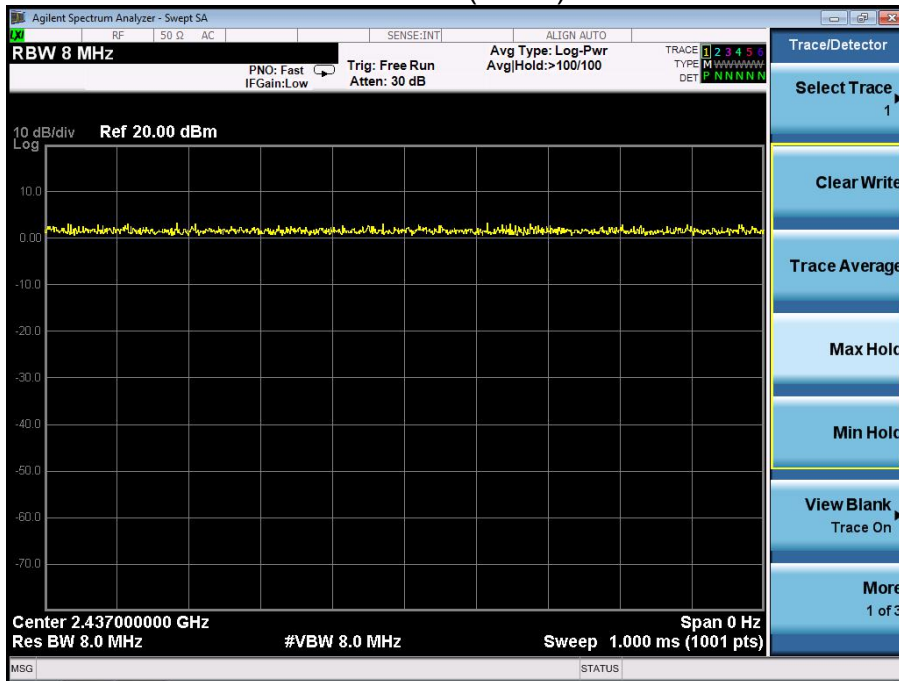 Agilent Spectrum Analyzer - Swept SA
LXI RF 50 Ω AC SENSE:INT ALIGN AUTO
RBW 8 MHz
PNO: Fast
IFGain:Low
Trig: Free Run
Atten: 30 dB
Avg Type: Log-Pwr
Avg|Hold:>100/100
TRACE 1 2 3 4 5 6
TYPE M WWWWW
DET P N N N N N
10 dB/div Ref 20.00 dBm
Log
10.0
0.00
-10.0
-20.0
-30.0
-40.0
-50.0
-60.0
-70.0
Center 2.437000000 GHz Span 0 Hz
Res BW 8.0 MHz #VBW 8.0 MHz Sweep 1.000 ms (1001 pts)
MSG STATUS
Trace/Detector
Select Trace
1
Clear Write
Trace Average
Max Hold
Min Hold
View Blank
Trace On
More
1 of 3